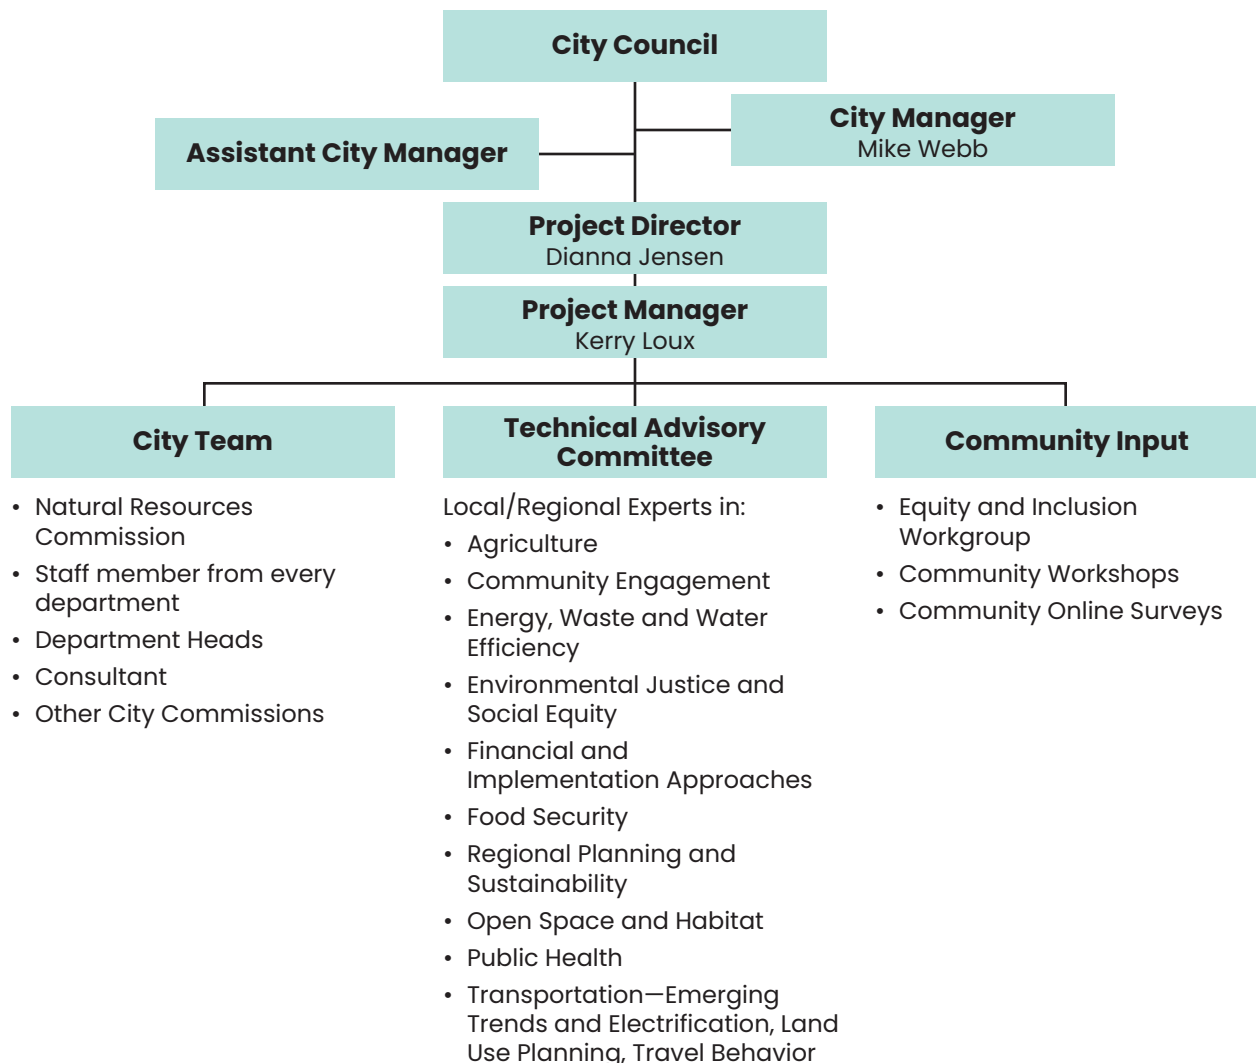 City Council
City Manager
Mike Webb
Assistant City Manager
Project Director
Dianna Jensen
Project Manager
Kerry Loux
City Team
• Natural Resources
Commission
• Staff member from every
department
• Department Heads
• Consultant
• Other City Commissions
Technical Advisory
Committee
Local/Regional Experts in:
• Agriculture
• Community Engagement
• Energy, Waste and Water
Efficiency
• Environmental Justice and
Social Equity
• Financial and
Implementation Approaches
• Food Security
• Regional Planning and
Sustainability
• Open Space and Habitat
• Public Health
• Transportation—Emerging
Trends and Electrification, Land
Use Planning, Travel Behavior
Community Input
• Equity and Inclusion
Workgroup
• Community Workshops
• Community Online Surveys